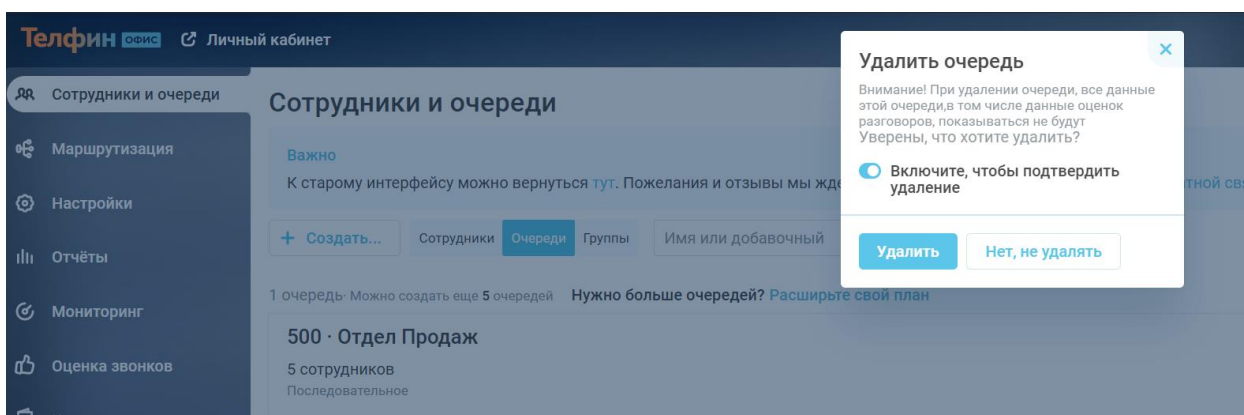 Телфин ОФИС Личный кабинет
Сотрудники и очереди
Маршрутизация
Настройки
Отчёты
Мониторинг
Оценка звонков
Сотрудники и очереди
Важно
К старому интерфейсу можно вернуться тут. Пожелания и отзывы мы жде
тной свя
+ Создать...
Сотрудники Очереди Группы
Имя или добавочный
1 очередь· Можно создать еще 5 очередей Нужно больше очередей? Расширьте свой план
500 · Отдел Продаж
5 сотрудников
Последовательное
Удалить очередь
Внимание! При удалении очереди, все данные
этой очереди,в том числе данные оценок
разговоров, показываться не будут
Уверены, что хотите удалить?
Включите, чтобы подтвердить
удаление
Удалить Нет, не удалять